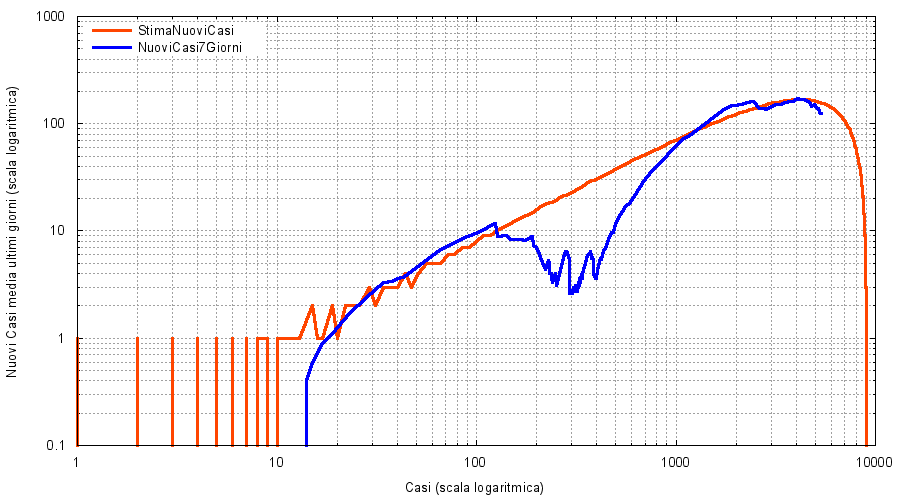 1000
StimaNuoviCasi
NuoviCasi7Giorni
100
10
1
0.1
Nuovi Casi media ultimi giorni (scala logaritmica)
1 10 100 1000 10000
Casi (scala logaritmica)